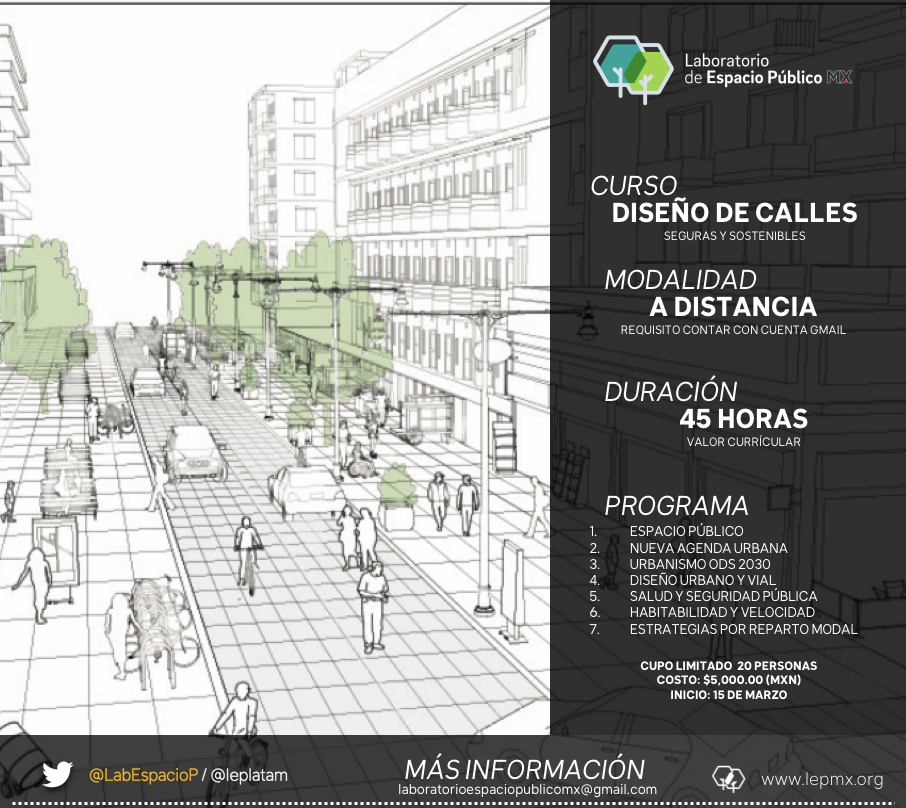 Laboratorio
de Espacio Público MX
CURSO
DISEÑO DE CALLES
SEGURAS Y SOSTENIBLES
MODALIDAD
A DISTANCIA
REQUISITO CONTAR CON CUENTA GMAIL
DURACIÓN
45 HORAS
VALOR CURRÍCULAR
PROGRAMA
1. ESPACIO PÚBLICO
2. NUEVA AGENDA URBANA
3. URBANISMO ODS 2030
4. DISEÑO URBANO Y VIAL
5. SALUD Y SEGURIDAD PÚBLICA
6. HABITABILIDAD Y VELOCIDAD
7. ESTRATEGIAS POR REPARTO MODAL
CUPO LIMITADO 20 PERSONAS
COSTO: $5,000.00 (MXN)
INICIO: 15 DE MARZO
@LabEspacioP / @leplatam
MÁS INFORMACIÓN
laboratorioespaciopublicomx@gmail.com
www.lepmx.org